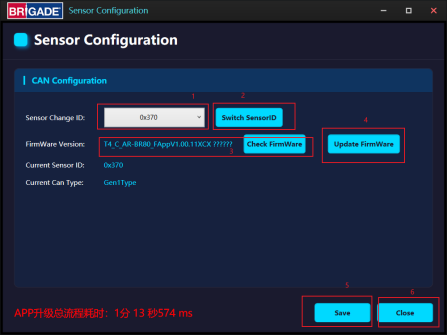 BRIGADE Sensor Configuration
Sensor Configuration
CAN Configuration
1 2
Sensor Change ID: 0x370 Switch SensorID
4
FirmWare Version: T4_C_AR-BR80_FAppV1.00.11XCX ?????? Check FirmWare Update FirmWare
3
Current Sensor ID: 0x370
Current Can Type: Gen1Type
5 6
APP升级总流程耗时：1分 13 秒574 ms Save Close